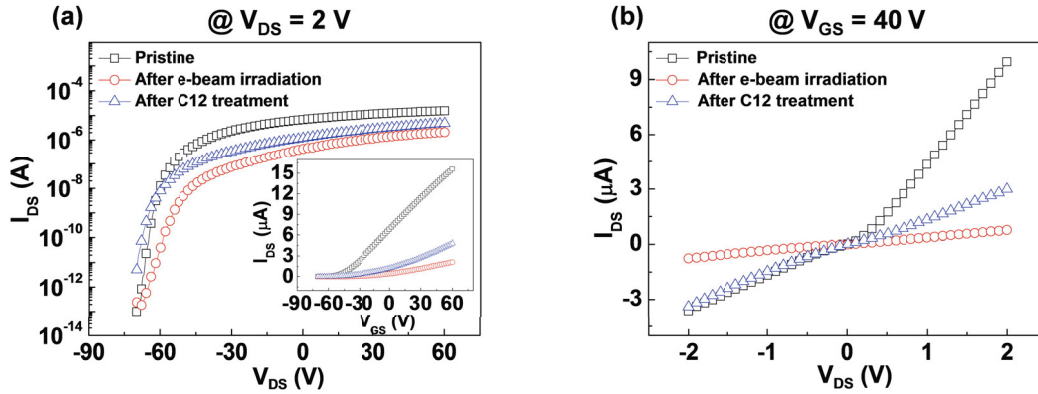 (a)
@ V_DS = 2 V
Pristine
After e-beam irradiation
After C12 treatment
I_DS (A)
10^-4
10^-6
10^-8
10^-10
10^-12
10^-14
-90 -60 -30 0 30 60
V_DS (V)
I_DS (μA)
15
12
9
6
3
0
-90 -60 -30 0 30 60
V_GS (V)
(b)
@ V_GS = 40 V
Pristine
After e-beam irradiation
After C12 treatment
I_DS (μA)
9
6
3
0
-3
-2 -1 0 1 2
V_DS (V)